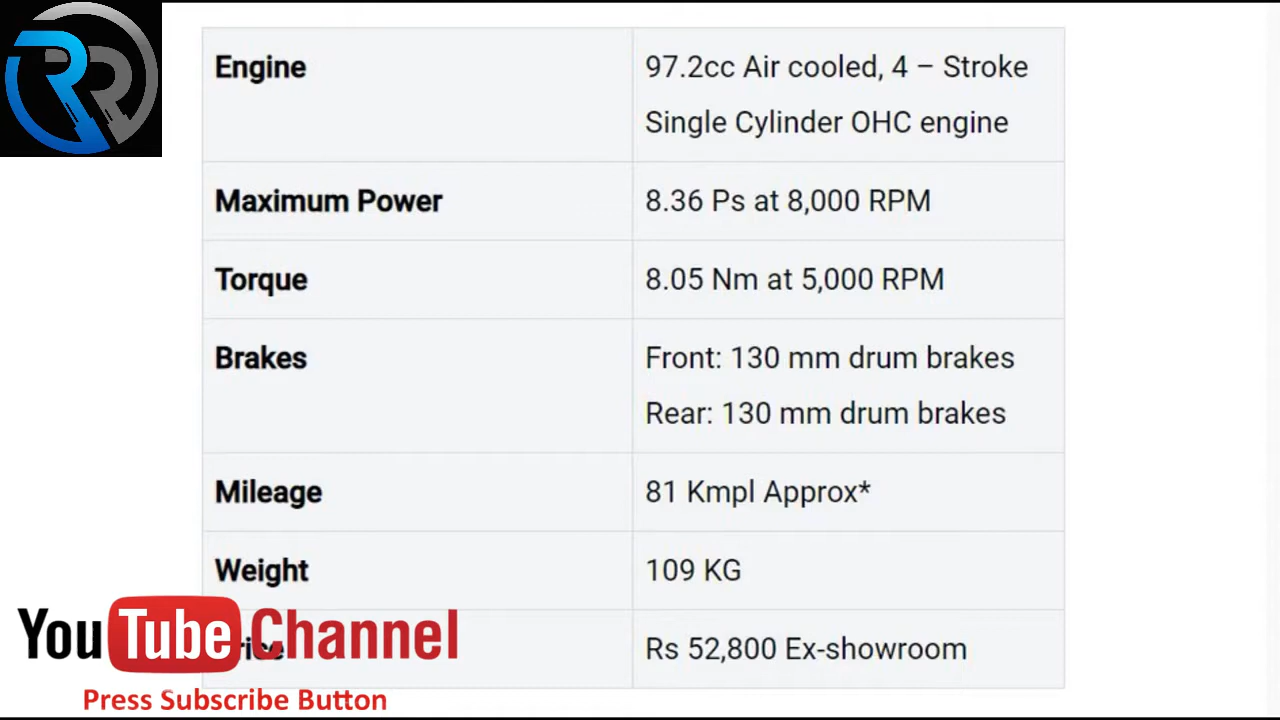 Engine
97.2cc Air cooled, 4 – Stroke
Single Cylinder OHC engine
Maximum Power
8.36 Ps at 8,000 RPM
Torque
8.05 Nm at 5,000 RPM
Brakes
Front: 130 mm drum brakes
Rear: 130 mm drum brakes
Mileage
81 Kmpl Approx*
Weight
109 KG
Rs 52,800 Ex-showroom
YouTube Channel
Press Subscribe Button